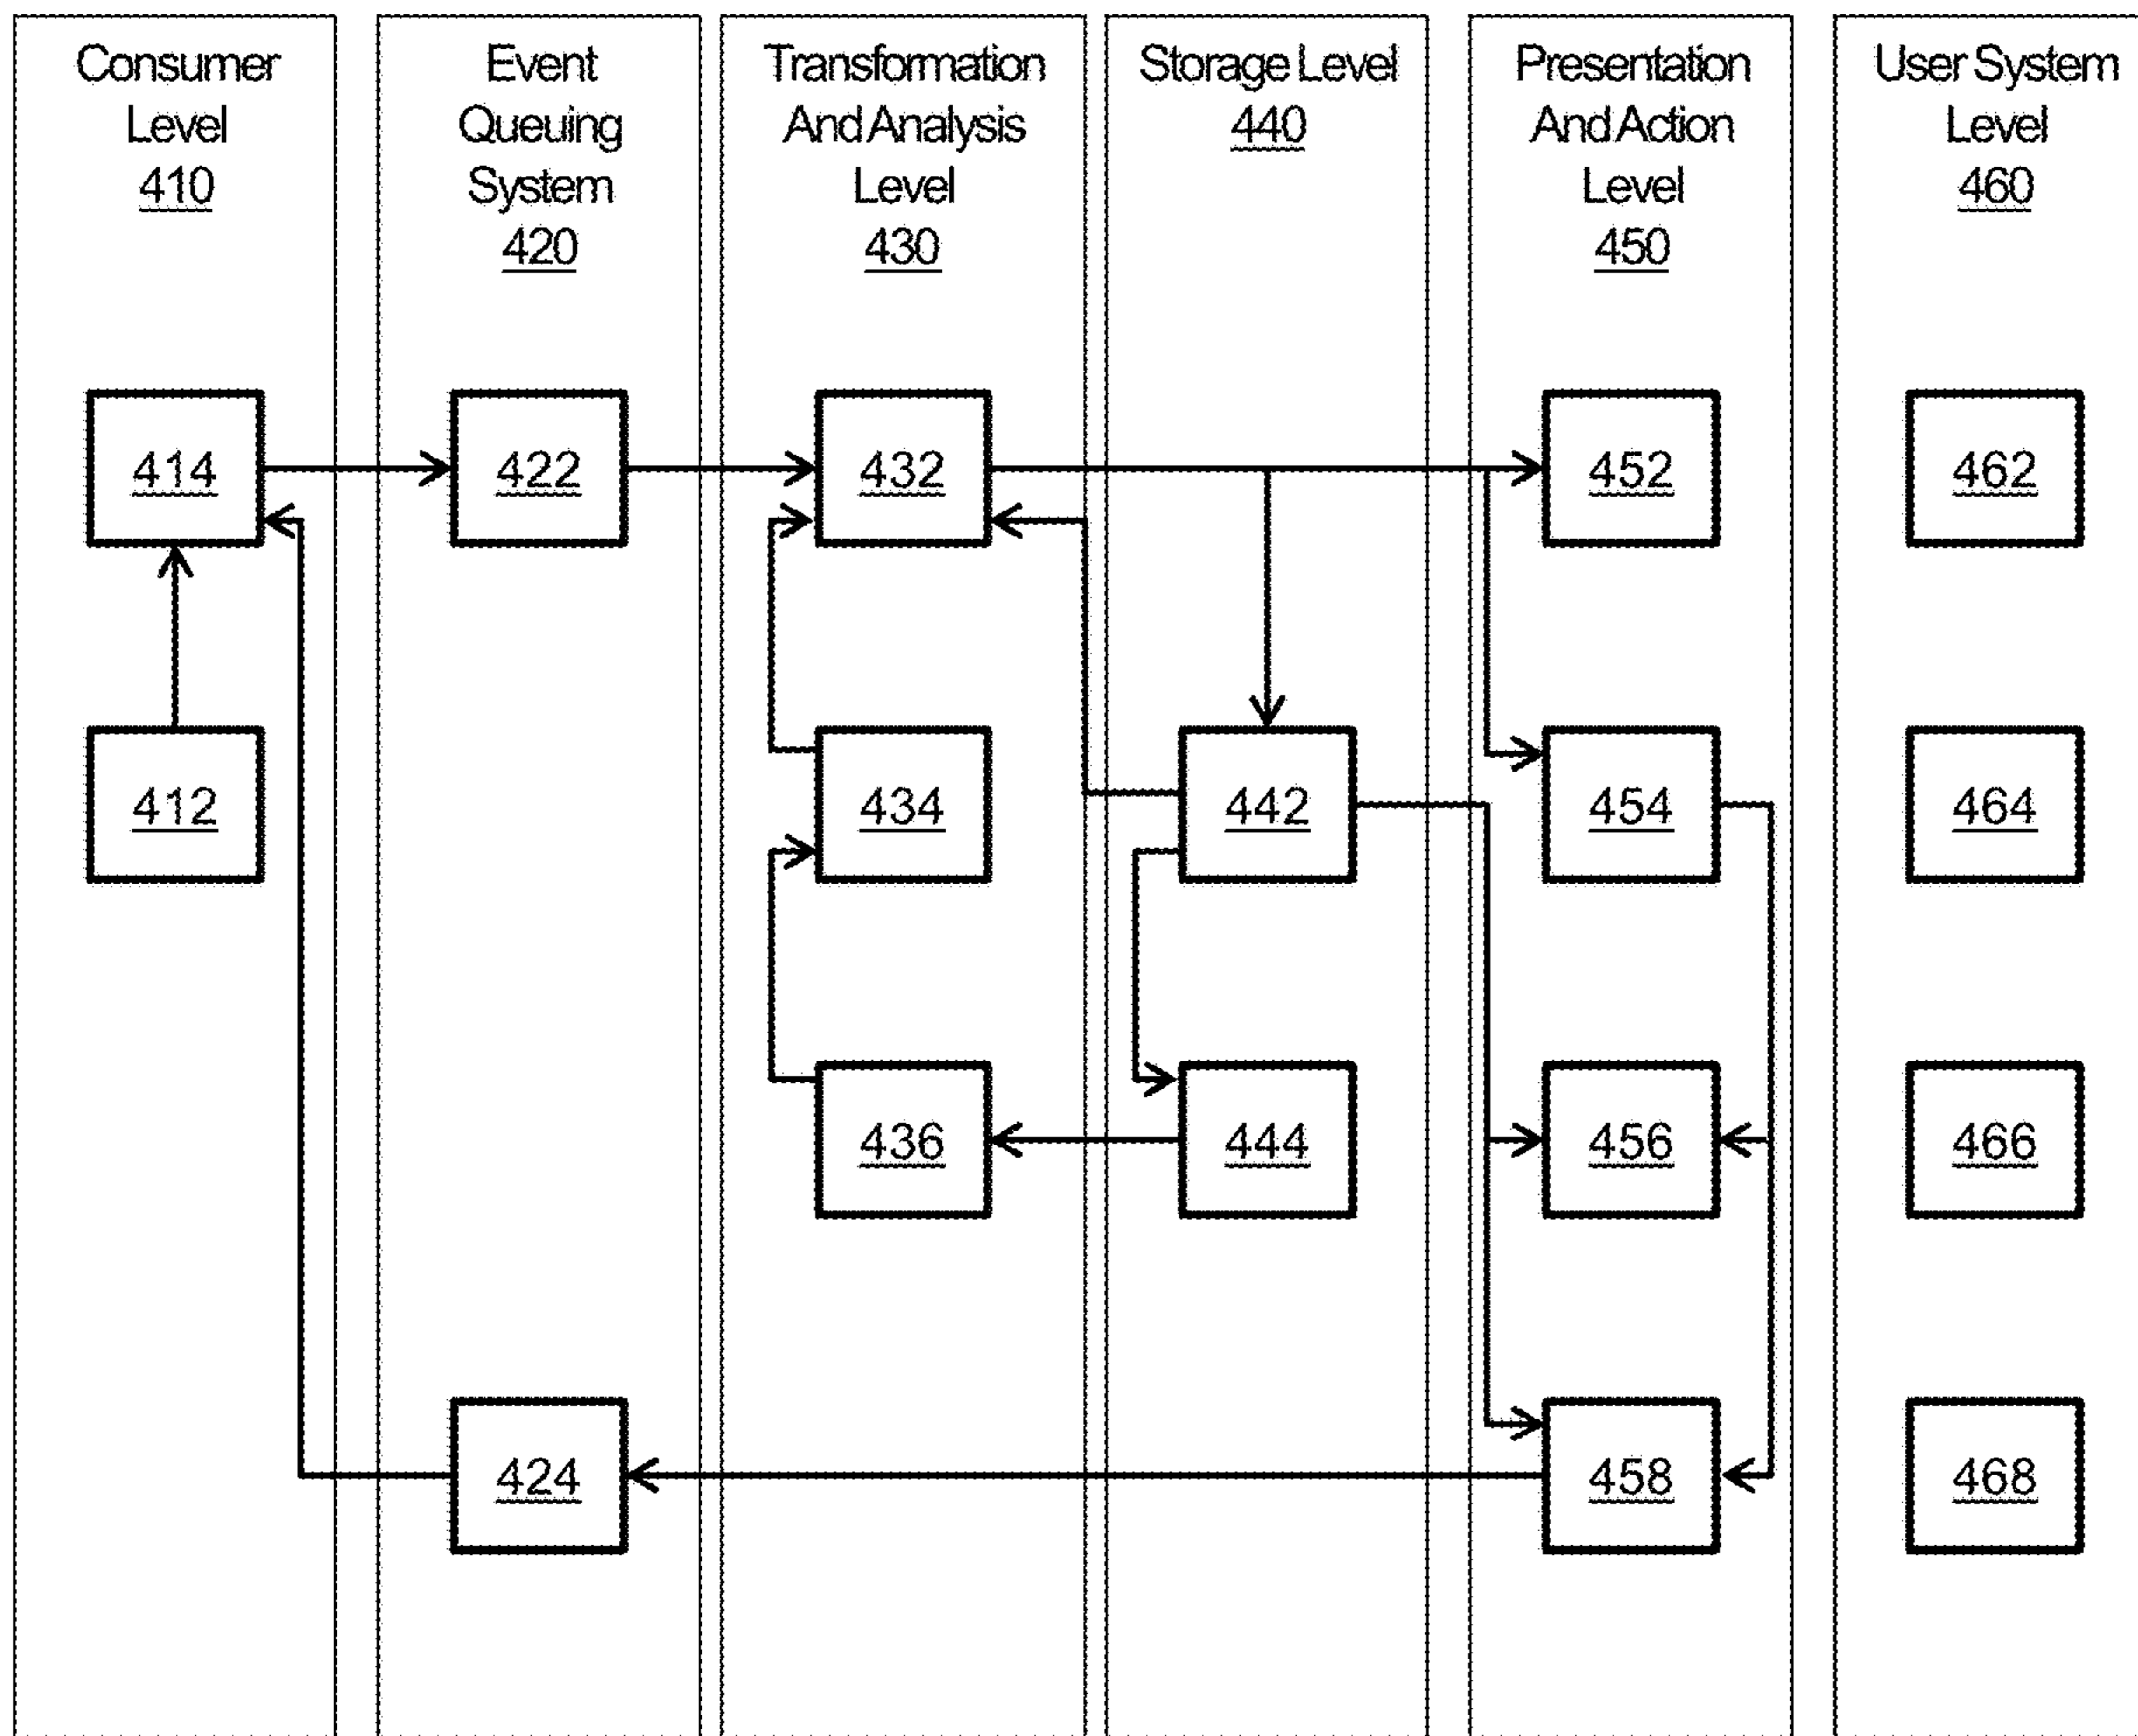 Consumer
Level
410
Event
Queuing
System
420
Transformation
And Analysis
Level
430
Storage Level
440
Presentation
And Action
Level
450
User System
Level
460
414
422
432
452
462
412
434
442
454
464
436
444
456
466
424
458
468